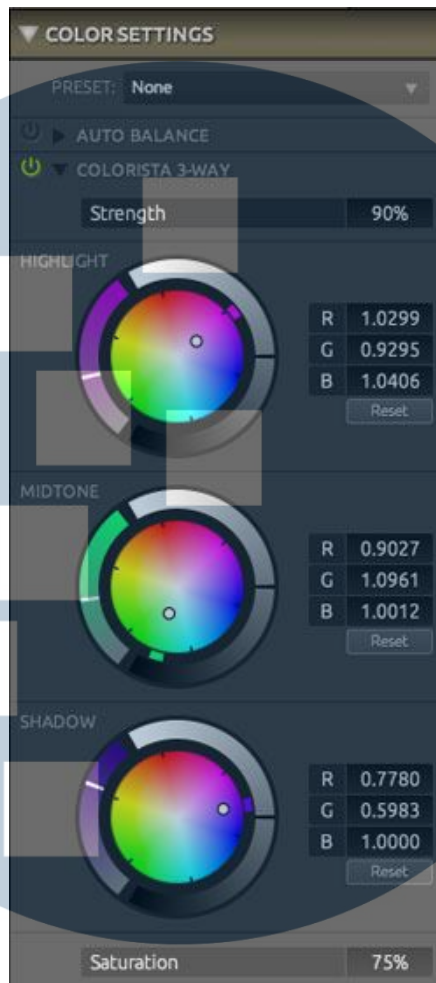 COLOR SETTINGS
PRESET: None
AUTO BALANCE
COLORISTA 3-WAY
Strength 90%
HIGHLIGHT
R 1.0299
G 0.9295
B 1.0406
Reset
MIDTONE
R 0.9027
G 1.0961
B 1.0012
Reset
SHADOW
R 0.7780
G 0.5983
B 1.0000
Reset
Saturation 75%